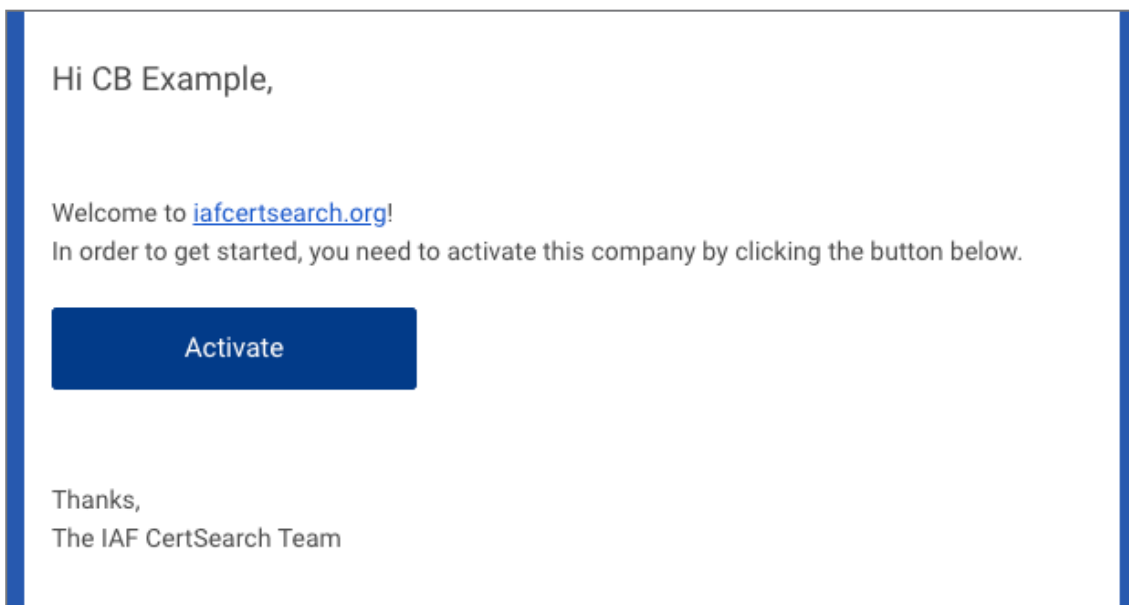 Hi CB Example,
Welcome to iafcertsearch.org!
In order to get started, you need to activate this company by clicking the button below.
Activate
Thanks,
The IAF CertSearch Team